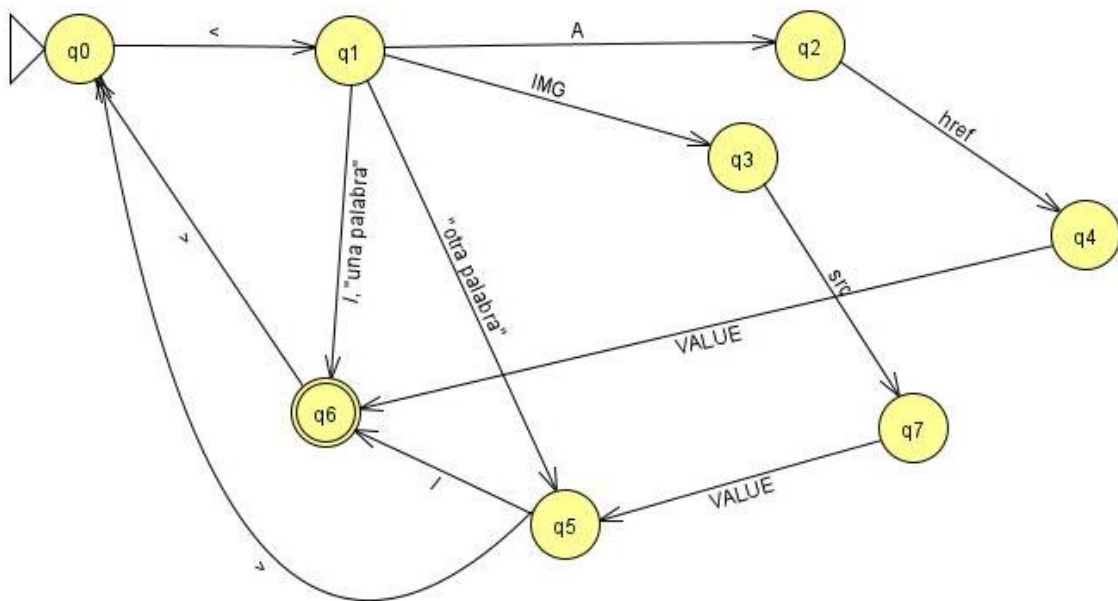 q0
<
q1
A
q2
IMG
href
q3
q4
>
/, "una palabra"
"otra palabra"
src
VALUE
q6
q7
/
VALUE
q5
>